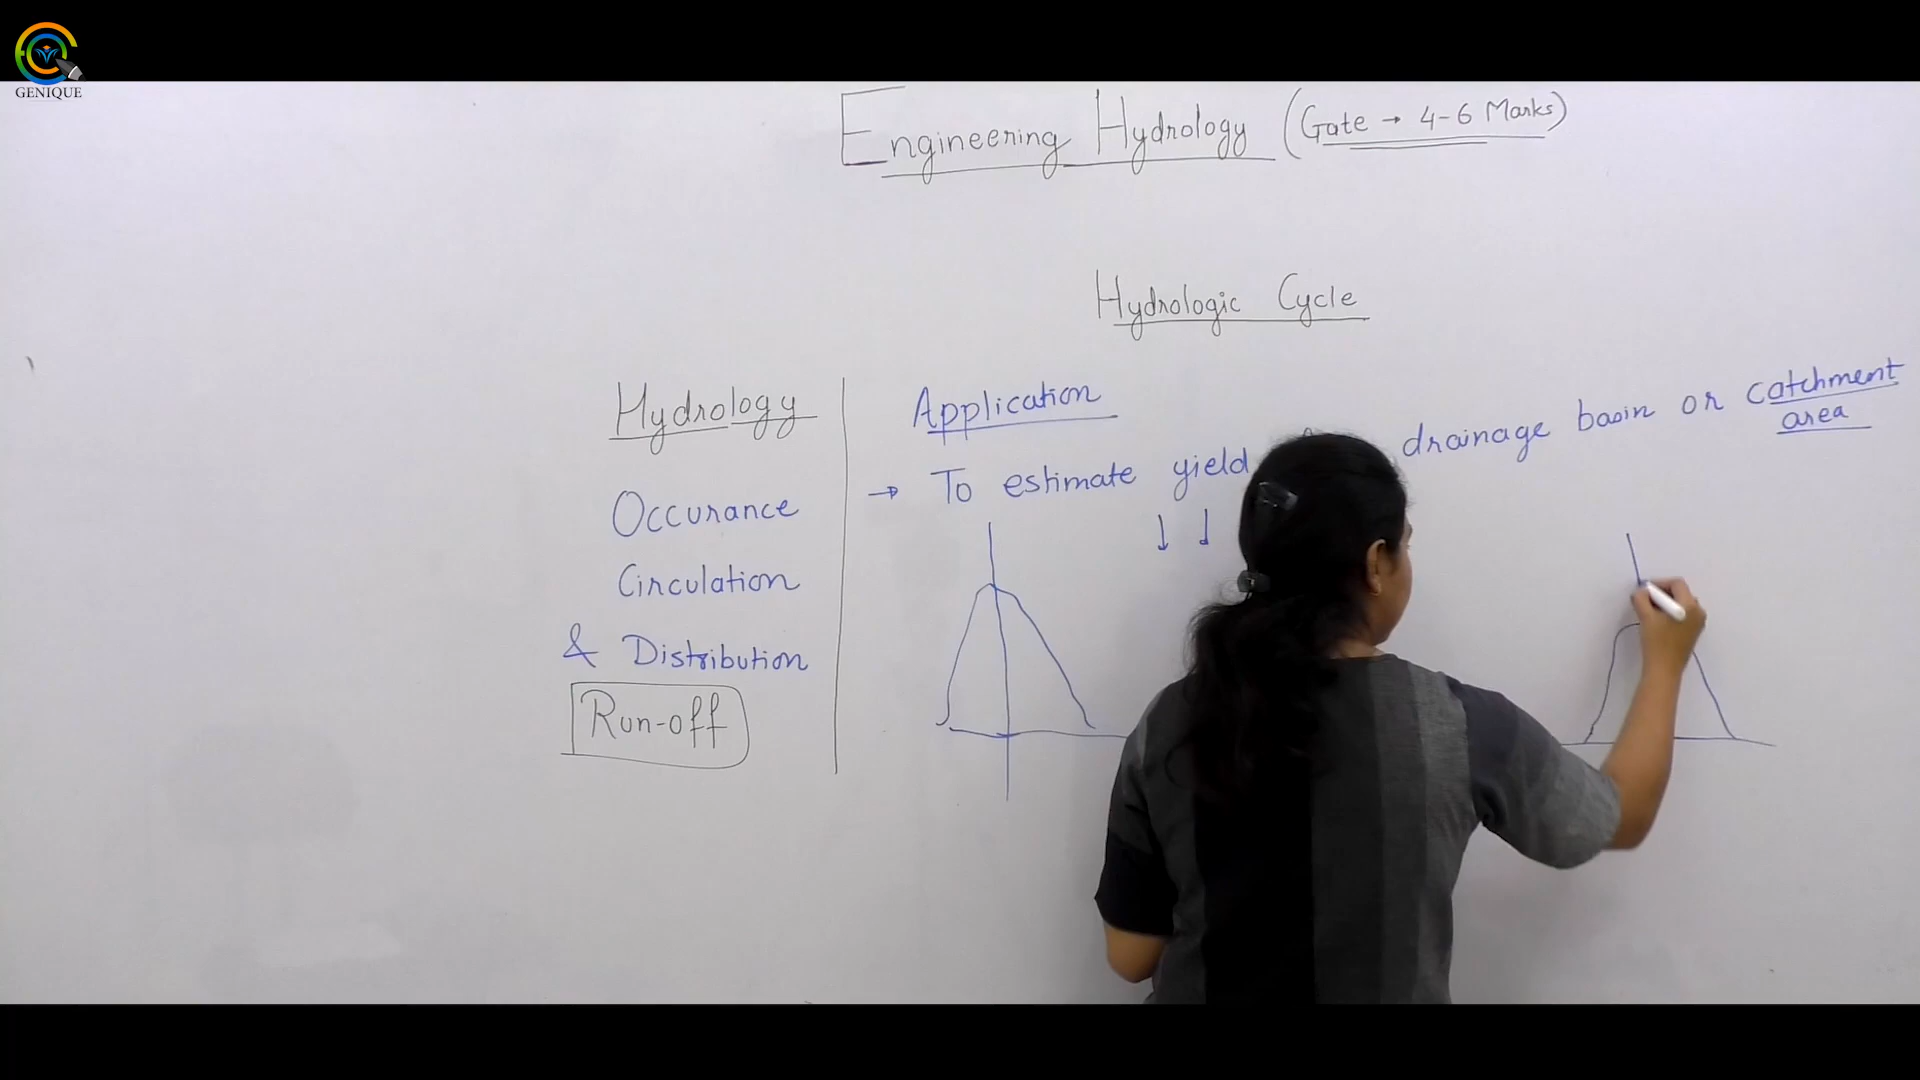 GENIQUE
Engineering Hydrology (Gate → 4-6 Marks)
Hydrologic Cycle
Hydrology
Occurance
Circulation
& Distribution
Run-off
Application
→ To estimate yield drainage basin or catchment
area